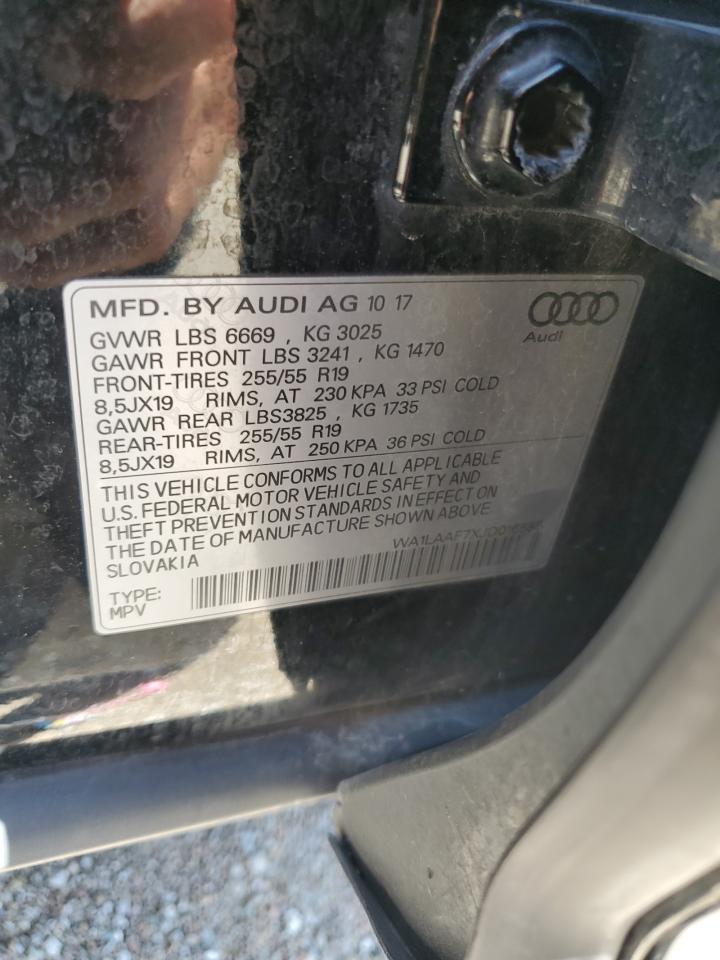 MFD. BY AUDI AG 10 17
Audi
GVWR LBS 6669 , KG 3025
GAWR FRONT LBS 3241 , KG 1470
FRONT-TIRES 255/55 R19
8,5JX19 RIMS, AT 230 KPA 33 PSI COLD
GAWR REAR LBS3825 , KG 1735
REAR-TIRES 255/55 R19
8,5JX19 RIMS, AT 250 KPA 36 PSI COLD
THIS VEHICLE CONFORMS TO ALL APPLICABLE
U.S. FEDERAL MOTOR VEHICLE SAFETY AND
THEFT PREVENTION STANDARDS IN EFFECT ON
THE DATE OF MANUFACTURE SHOWN ABOVE
SLOVAKIA
TYPE:
MPV